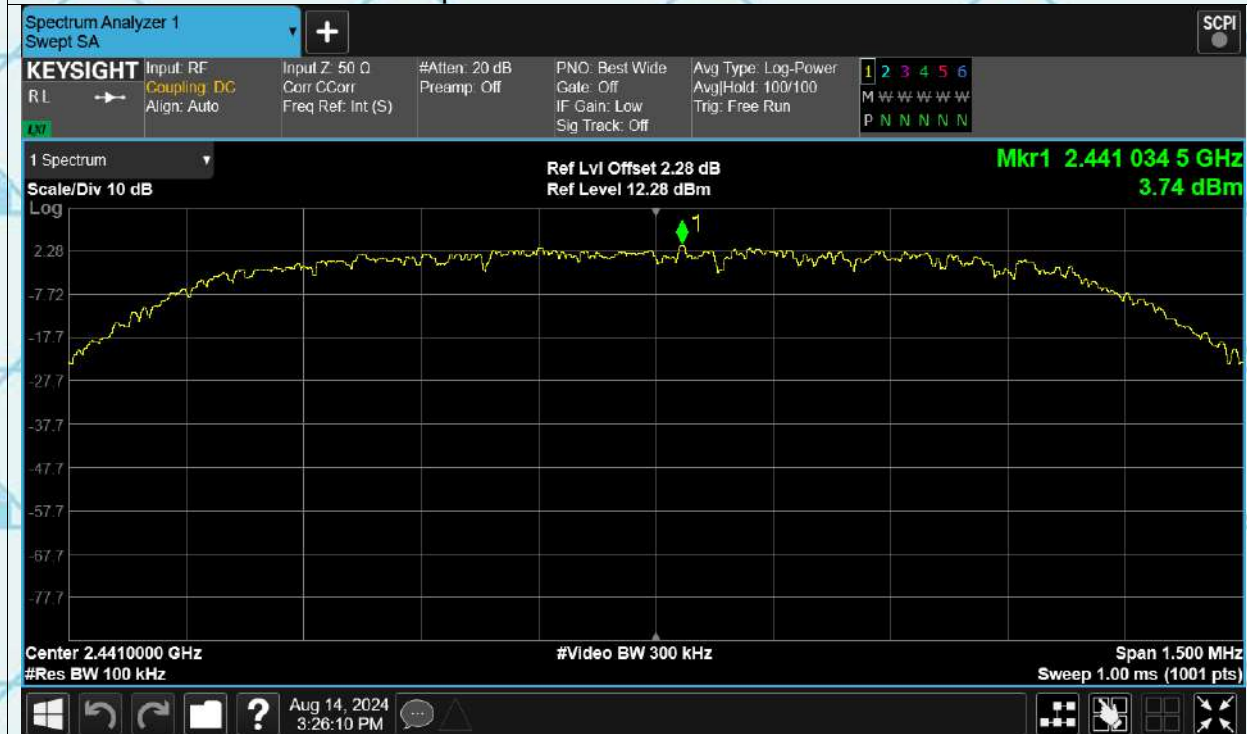 Spectrum Analyzer 1
Swept SA
+
SCPI
KEYSIGHT
RL
LXI
Input: RF
Coupling: DC
Align: Auto
Input Z: 50 Ω
Corr CCorr
Freq Ref: Int (S)
#Atten: 20 dB
Preamp: Off
PNO: Best Wide
Gate: Off
IF Gain: Low
Sig Track: Off
Avg Type: Log-Power
Avg|Hold: 100/100
Trig: Free Run
1 2 3 4 5 6
M W W W W W
P N N N N N N
1 Spectrum
Scale/Div 10 dB
Log
Ref Lvl Offset 2.28 dB
Ref Level 12.28 dBm
Mkr1 2.441 034 5 GHz
3.74 dBm
1
2.28
-7.72
-17.7
-27.7
-37.7
-47.7
-57.7
-67.7
-77.7
Center 2.4410000 GHz
#Res BW 100 kHz
#Video BW 300 kHz
Span 1.500 MHz
Sweep 1.00 ms (1001 pts)
?
Aug 14, 2024
3:26:10 PM